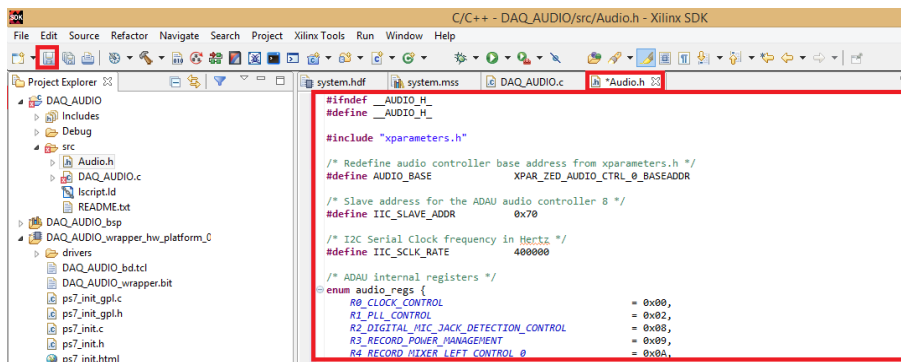 SDK
C/C++ - DAQ_AUDIO/src/Audio.h - Xilinx SDK
File Edit Source Refactor Navigate Search Project Xilinx Tools Run Window Help
Project Explorer
system.hdf system.mss DAQ_AUDIO.c *Audio.h
DAQ_AUDIO
Includes
Debug
src
Audio.h
DAQ_AUDIO.c
lscript.ld
README.txt
DAQ_AUDIO_bsp
DAQ_AUDIO_wrapper_hw_platform_0
drivers
DAQ_AUDIO_bd.tcl
DAQ_AUDIO_wrapper.bit
ps7_init_gpl.c
ps7_init_gpl.h
ps7_init.c
ps7_init.h
ps7_init.html
#ifndef __AUDIO_H_
#define __AUDIO_H_
#include "xparameters.h"
/* Redefine audio controller base address from xparameters.h */
#define AUDIO_BASE XPAR_ZED_AUDIO_CTRL_0_BASEADDR
/* Slave address for the ADAU audio controller 8 */
#define IIC_SLAVE_ADDR 0x70
/* I2C Serial Clock frequency in Hertz */
#define IIC_SCLK_RATE 400000
/* ADAU internal registers */
enum audio_regs {
R0_CLOCK_CONTROL = 0x00,
R1_PLL_CONTROL = 0x02,
R2_DIGITAL_MIC_JACK_DETECTION_CONTROL = 0x08,
R3_RECORD_POWER_MANAGEMENT = 0x09,
R4_RECORD_MIXER_LEFT_CONTROL_0 = 0x0A,